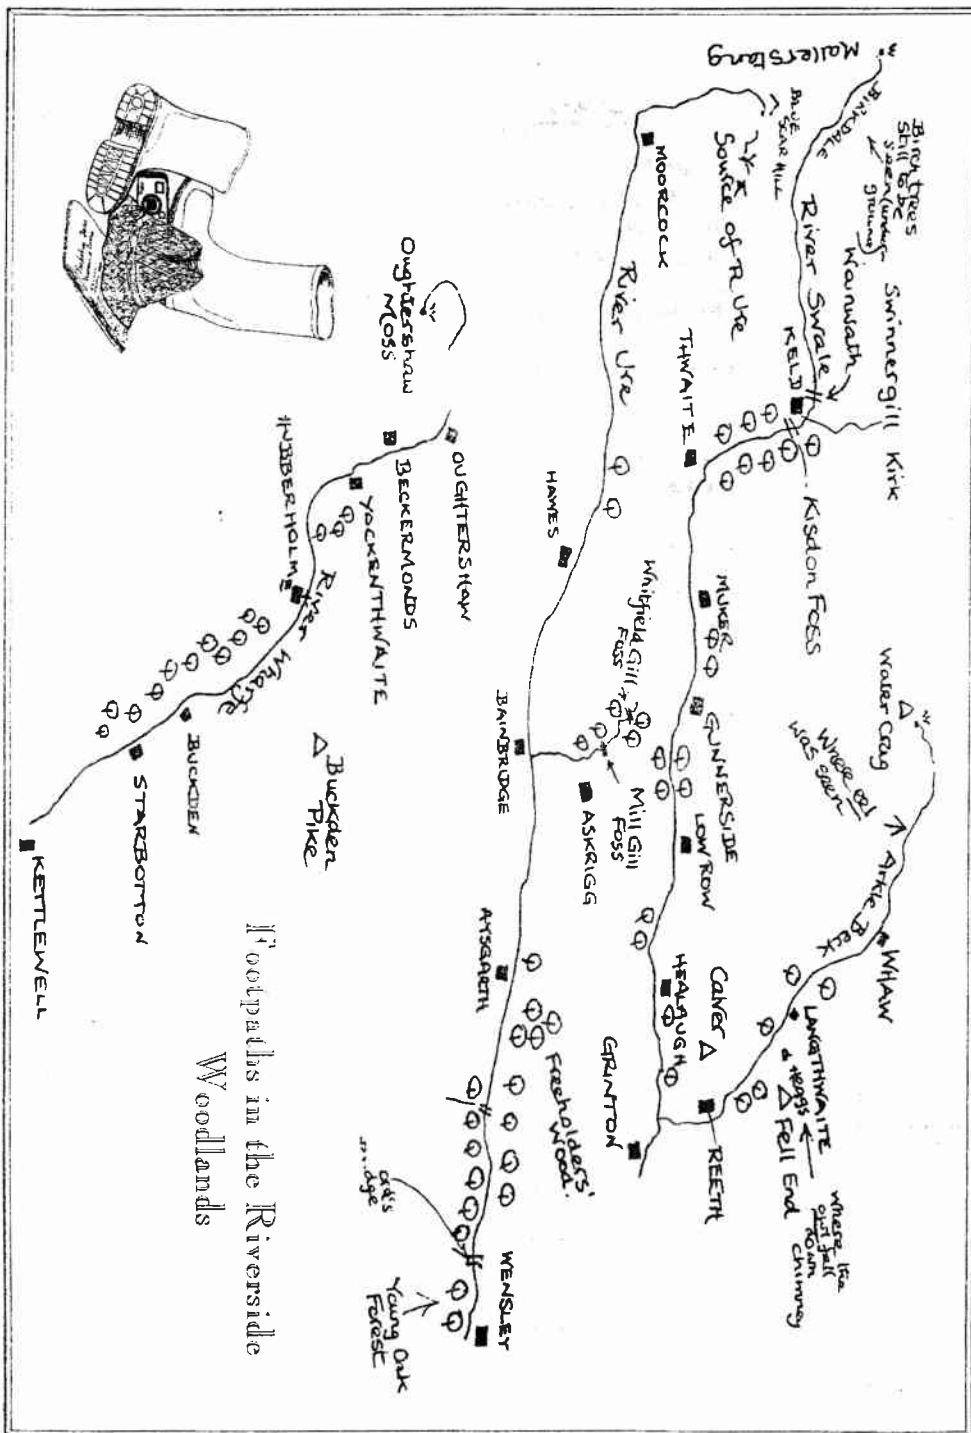 Mallerstang
BIRKDALE
Birch trees
still to be
seen (under
ground)
River Swale
Wainwath
Swinnergill Kirk
KELD
Kisdon Foss
BLUE
SCAR HILL
Source of R Ure
MOORCOCK
River Ure
THWAITE
MUKER
GUNNERSIDE
LOW ROW
HEALAUGH
Calver
REETH
GRINTON
Water Crag
Where eel
was seen
Arkle Beck
WHAW
LANGTHWAITE
Heggs
Fell End
Where the
owl fell
down
chimney
HAWES
Whitfield Gill
Foss
Mill Gill
Foss
ASKRIGG
BAINBRIDGE
AYSGARTH
Freeholders'
Wood.
WENSLEY
Young Oak
Forest
Oughtershaw
Moss
OUGHTERSHAW
BECKERMONDS
YOCKENTHWAITE
HUBBERHOLME
River Wharfe
Buckden
Pike
BUCKDEN
STARBOTTON
KETTLEWELL
Footpaths in the Riverside
Woodlands